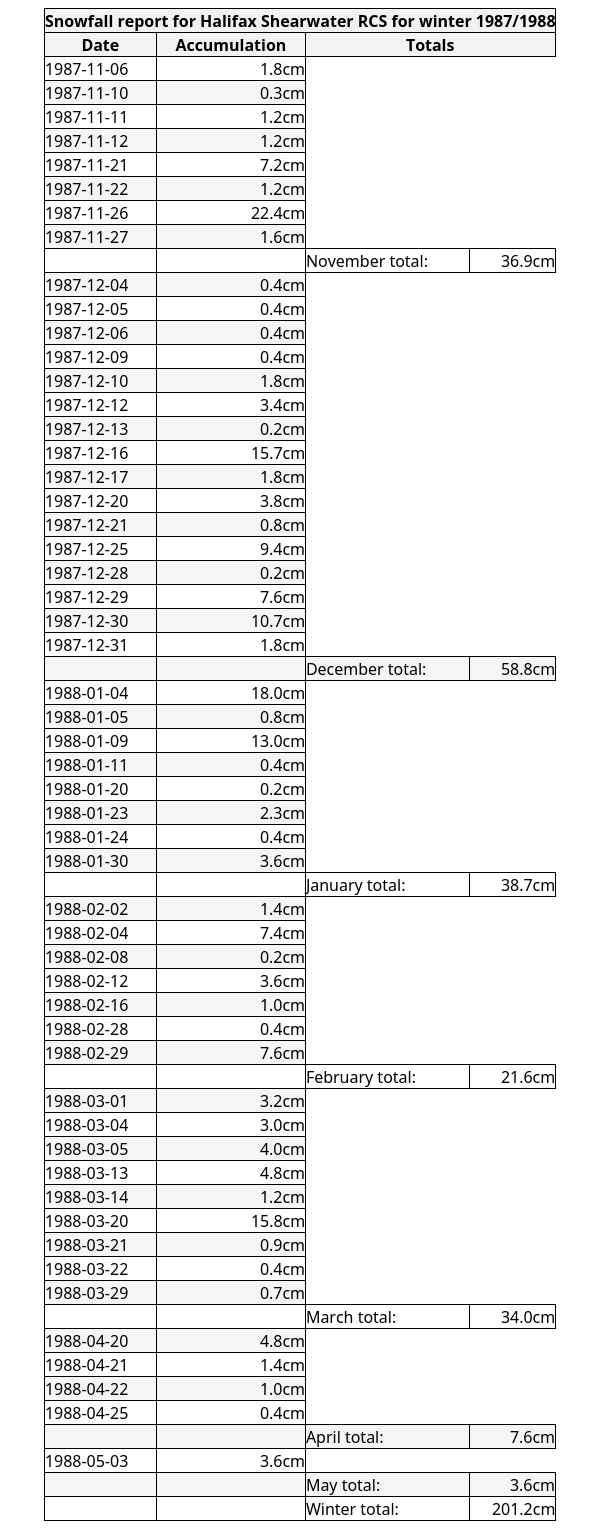 Snowfall report for Halifax Shearwater RCS for winter 1987/1988
Date Accumulation Totals
1987-11-06 1.8cm
1987-11-10 0.3cm
1987-11-11 1.2cm
1987-11-12 1.2cm
1987-11-21 7.2cm
1987-11-22 1.2cm
1987-11-26 22.4cm
1987-11-27 1.6cm
November total: 36.9cm
1987-12-04 0.4cm
1987-12-05 0.4cm
1987-12-06 0.4cm
1987-12-09 0.4cm
1987-12-10 1.8cm
1987-12-12 3.4cm
1987-12-13 0.2cm
1987-12-16 15.7cm
1987-12-17 1.8cm
1987-12-20 3.8cm
1987-12-21 0.8cm
1987-12-25 9.4cm
1987-12-28 0.2cm
1987-12-29 7.6cm
1987-12-30 10.7cm
1987-12-31 1.8cm
December total: 58.8cm
1988-01-04 18.0cm
1988-01-05 0.8cm
1988-01-09 13.0cm
1988-01-11 0.4cm
1988-01-20 0.2cm
1988-01-23 2.3cm
1988-01-24 0.4cm
1988-01-30 3.6cm
January total: 38.7cm
1988-02-02 1.4cm
1988-02-04 7.4cm
1988-02-08 0.2cm
1988-02-12 3.6cm
1988-02-16 1.0cm
1988-02-28 0.4cm
1988-02-29 7.6cm
February total: 21.6cm
1988-03-01 3.2cm
1988-03-04 3.0cm
1988-03-05 4.0cm
1988-03-13 4.8cm
1988-03-14 1.2cm
1988-03-20 15.8cm
1988-03-21 0.9cm
1988-03-22 0.4cm
1988-03-29 0.7cm
March total: 34.0cm
1988-04-20 4.8cm
1988-04-21 1.4cm
1988-04-22 1.0cm
1988-04-25 0.4cm
April total: 7.6cm
1988-05-03 3.6cm
May total: 3.6cm
Winter total: 201.2cm